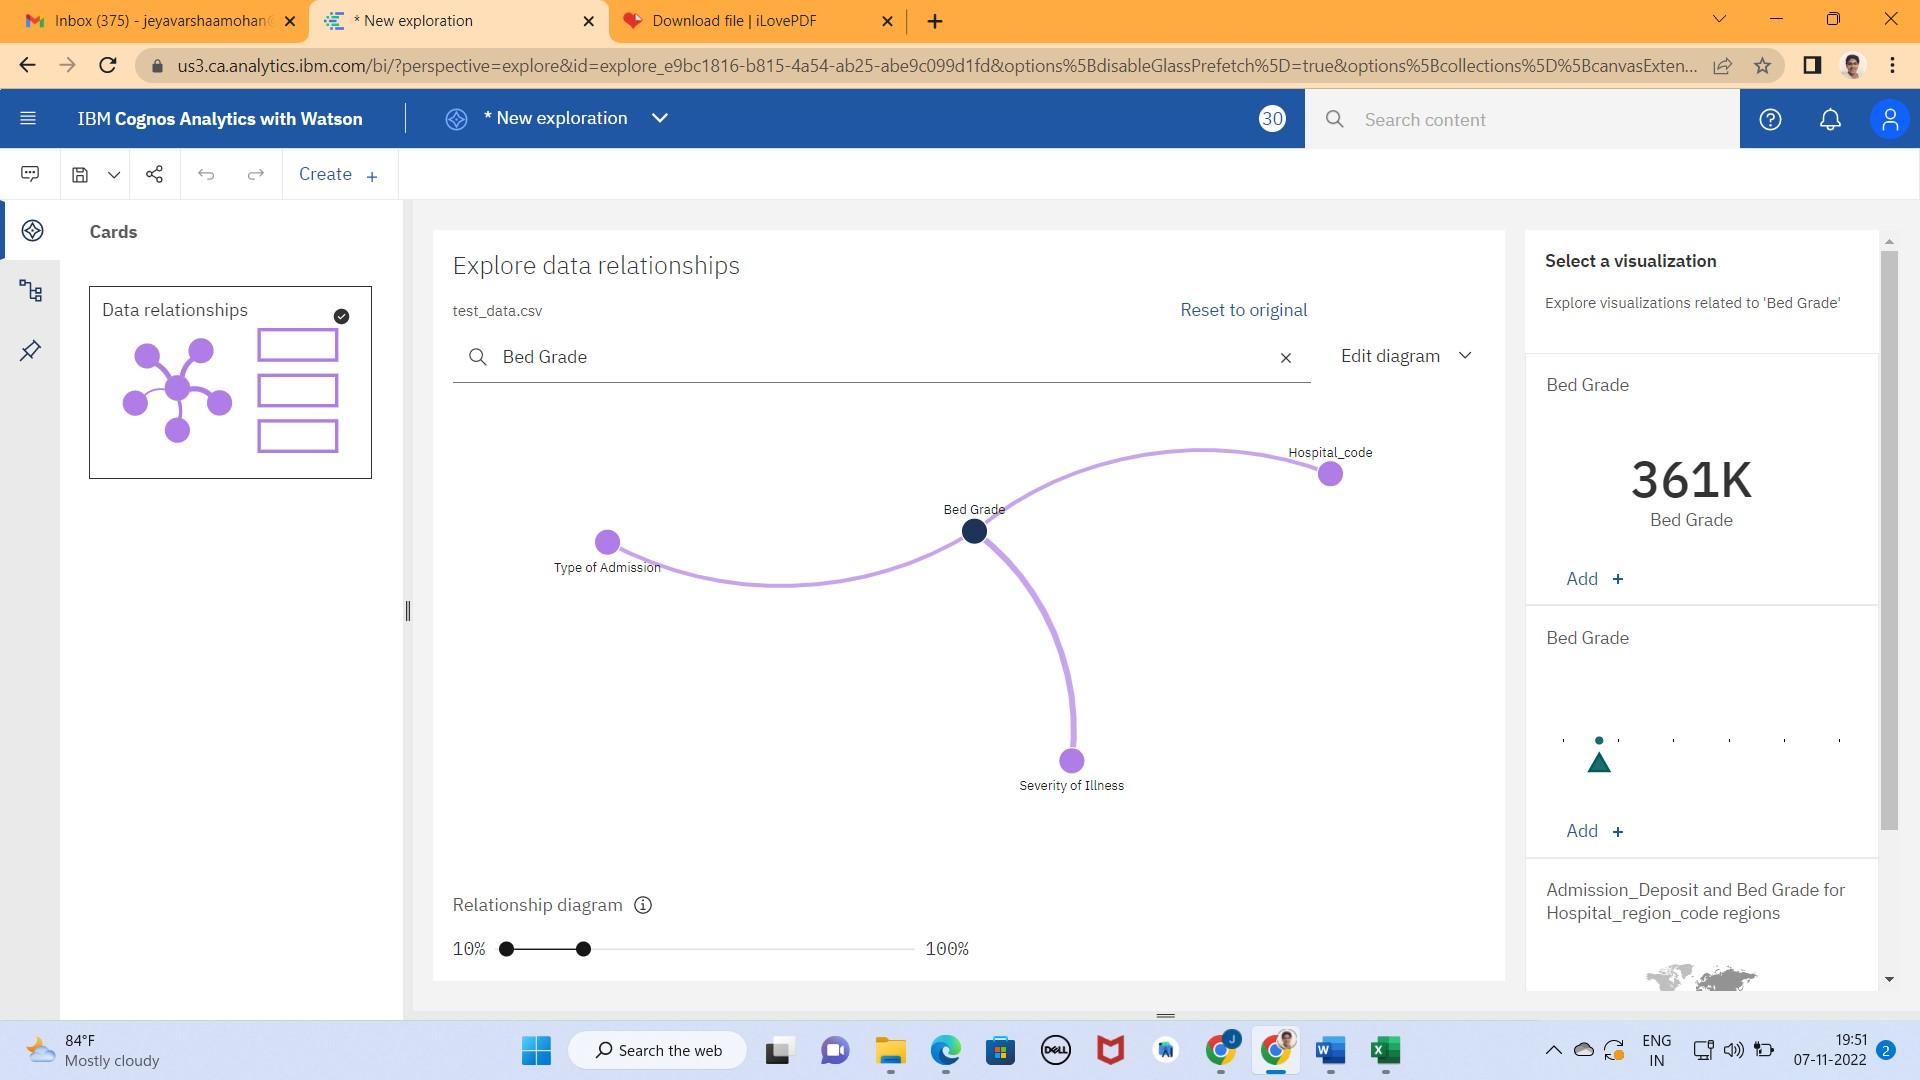 Inbox (375) - jeyavarshaamohan@
* New exploration
Download file | iLovePDF
us3.ca.analytics.ibm.com/bi/?perspective=explore&id=explore_e9bc1816-b815-4a54-ab25-abe9c099d1fd&options%5BdisableGlassPrefetch%5D=true&options%5Bcollections%5D%5BcanvasExten...
IBM Cognos Analytics with Watson
* New exploration
30
Search content
Create +
Cards
Data relationships
Explore data relationships
test_data.csv
Reset to original
Bed Grade
Edit diagram
Hospital_code
Bed Grade
Type of Admission
Severity of Illness
Relationship diagram
10%
100%
Select a visualization
Explore visualizations related to 'Bed Grade'
Bed Grade
361K
Bed Grade
Add +
Bed Grade
Add +
Admission_Deposit and Bed Grade for
Hospital_region_code regions
84°F
Mostly cloudy
Search the web
DELL
J
W
X
ENG
IN
19:51
07-11-2022
2